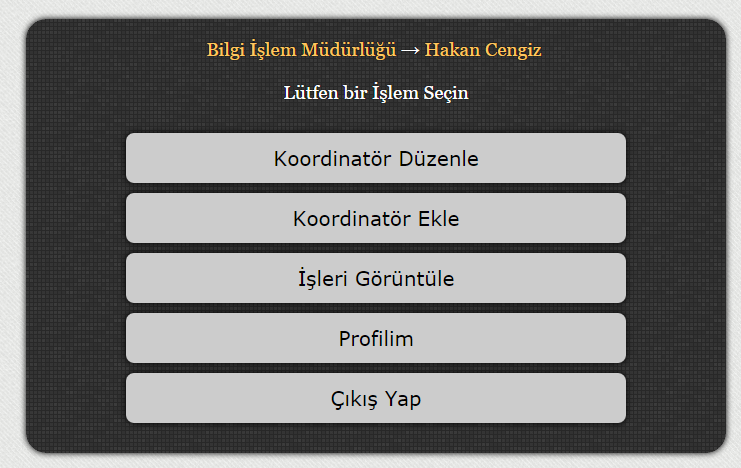 Bilgi İşlem Müdürlüğü → Hakan Cengiz
Lütfen bir İşlem Seçin
Koordinatör Düzenle
Koordinatör Ekle
İşleri Görüntüle
Profilim
Çıkış Yap